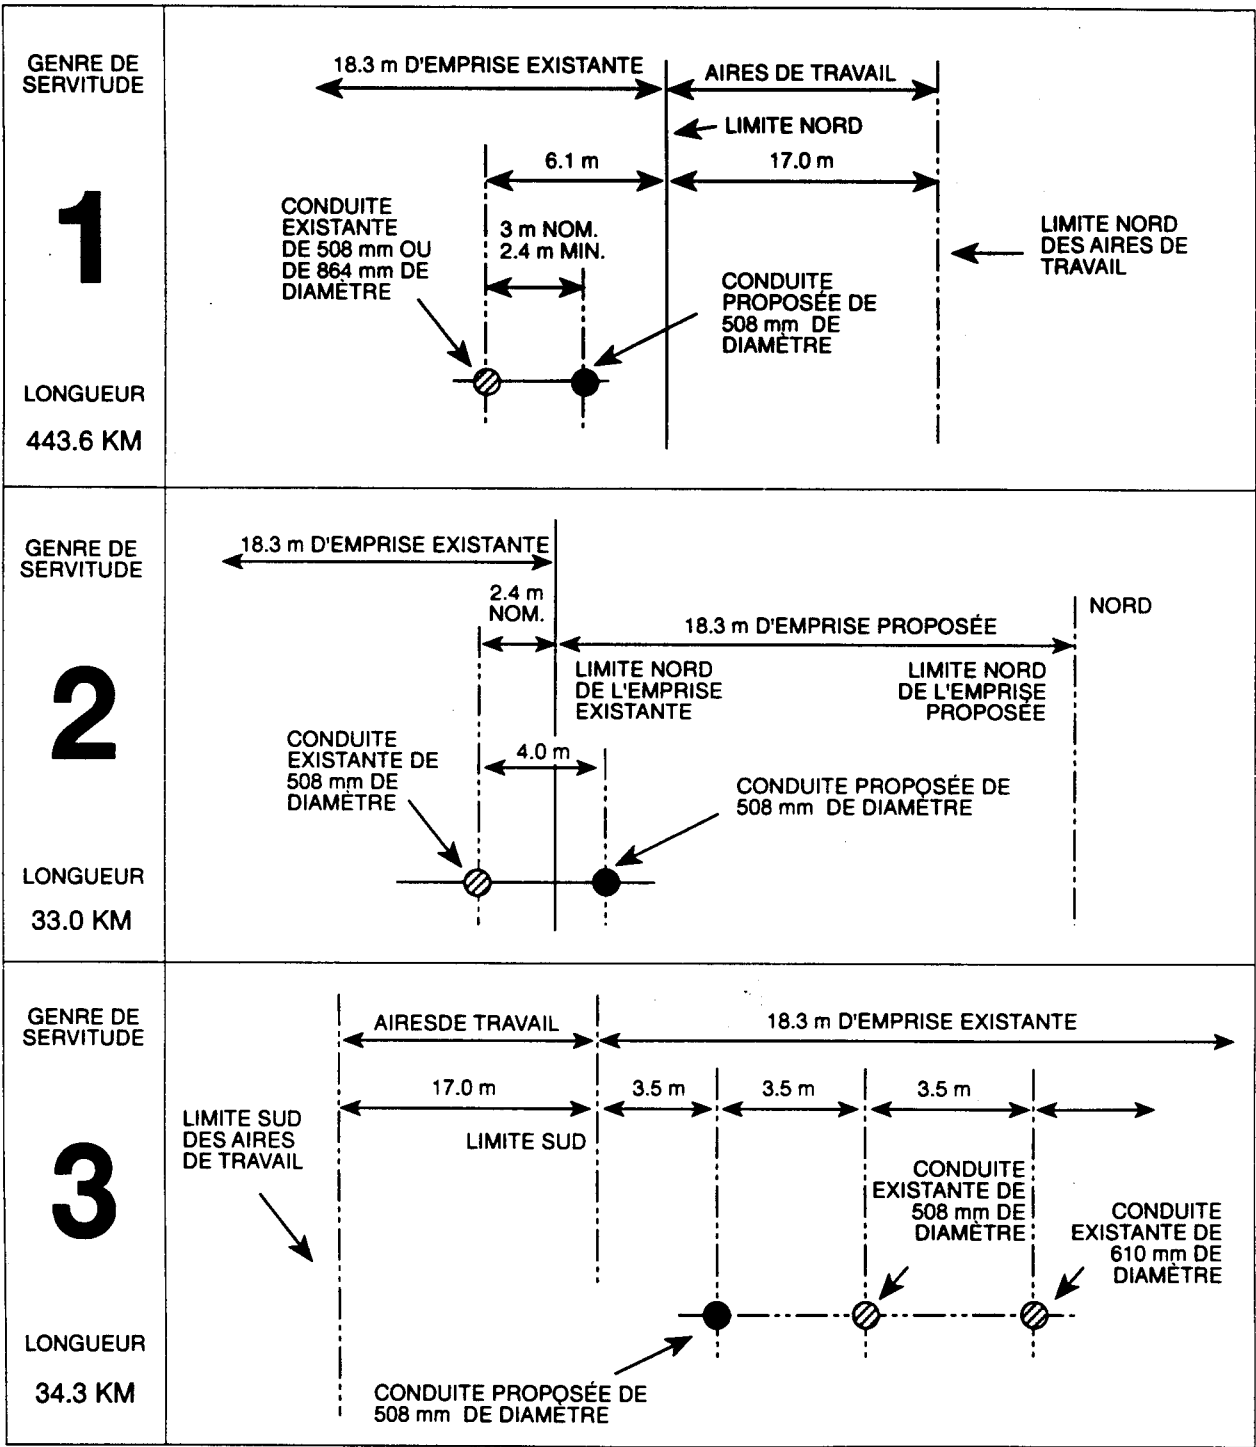 GENRE DE
SERVITUDE
1
LONGUEUR
443.6 KM
18.3 m D'EMPRISE EXISTANTE
AIRES DE TRAVAIL
LIMITE NORD
6.1 m
17.0 m
CONDUITE
EXISTANTE
DE 508 mm OU
DE 864 mm DE
DIAMÈTRE
3 m NOM.
2.4 m MIN.
CONDUITE
PROPOSÉE DE
508 mm DE
DIAMÈTRE
LIMITE NORD
DES AIRES DE
TRAVAIL
GENRE DE
SERVITUDE
2
LONGUEUR
33.0 KM
18.3 m D'EMPRISE EXISTANTE
2.4 m
NOM.
18.3 m D'EMPRISE PROPOSÉE
NORD
LIMITE NORD
DE L'EMPRISE
EXISTANTE
LIMITE NORD
DE L'EMPRISE
PROPOSÉE
CONDUITE
EXISTANTE DE
508 mm DE
DIAMÈTRE
4.0 m
CONDUITE PROPOSÉE DE
508 mm DE DIAMÈTRE
GENRE DE
SERVITUDE
3
LONGUEUR
34.3 KM
AIRESDE TRAVAIL
18.3 m D'EMPRISE EXISTANTE
17.0 m
3.5 m
3.5 m
3.5 m
LIMITE SUD
DES AIRES
DE TRAVAIL
LIMITE SUD
CONDUITE
EXISTANTE DE
508 mm DE
DIAMÈTRE
CONDUITE
EXISTANTE DE
610 mm DE
DIAMÈTRE
CONDUITE PROPOSÉE DE
508 mm DE DIAMÈTRE